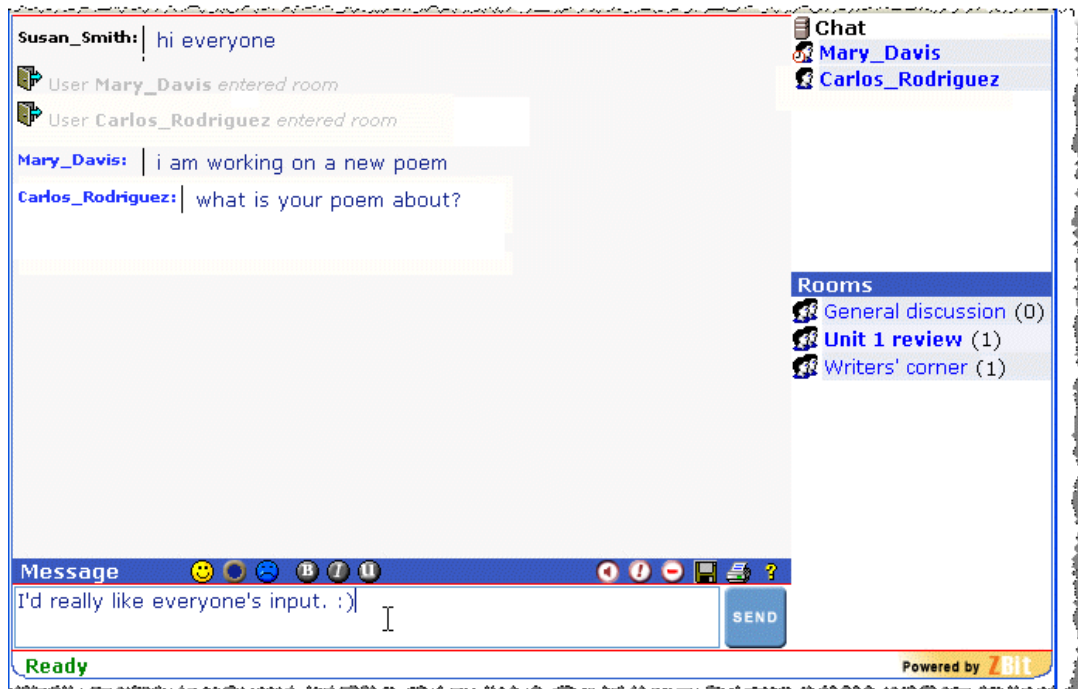 Susan_Smith: hi everyone
User Mary_Davis entered room
User Carlos_Rodriguez entered room
Mary_Davis: i am working on a new poem
Carlos_Rodriguez: what is your poem about?
Chat
Mary_Davis
Carlos_Rodriguez
Rooms
General discussion (0)
Unit 1 review (1)
Writers' corner (1)
Message B I U ! ?
I'd really like everyone's input. :)
SEND
Ready
Powered by ZBit